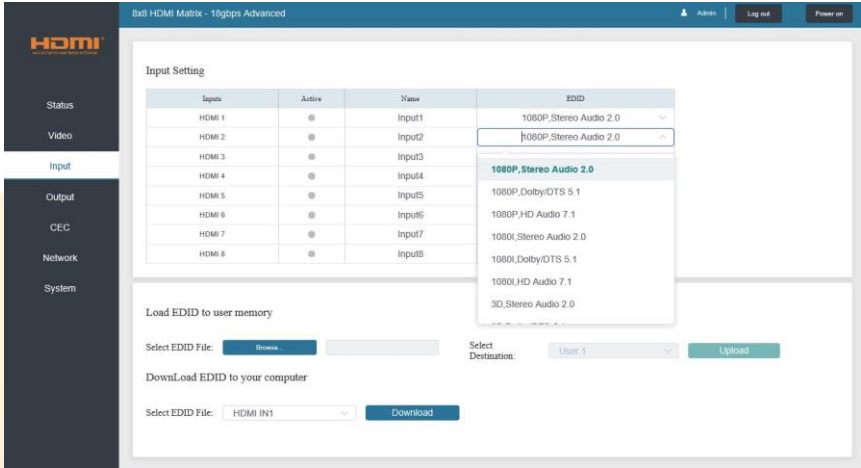 8x8 HDMI Matrix - 18gbps Advanced Admin Log out Power on
HDMI
Status
Video
Input
Output
CEC
Network
System
Input Setting
Inputs Active Name EDID
HDMI 1 Input1 1080P,Stereo Audio 2.0
HDMI 2 Input2 1080P,Stereo Audio 2.0
HDMI 3 Input3
HDMI 4 Input4
HDMI 5 Input5
HDMI 6 Input6
HDMI 7 Input7
HDMI 8 Input8
1080P,Stereo Audio 2.0
1080P,Dolby/DTS 5.1
1080P,HD Audio 7.1
1080I,Stereo Audio 2.0
1080I,Dolby/DTS 5.1
1080I,HD Audio 7.1
3D,Stereo Audio 2.0
Load EDID to user memory
Select EDID File: Browse... Select Destination: User 1 Upload
DownLoad EDID to your computer
Select EDID File: HDMI IN1 Download